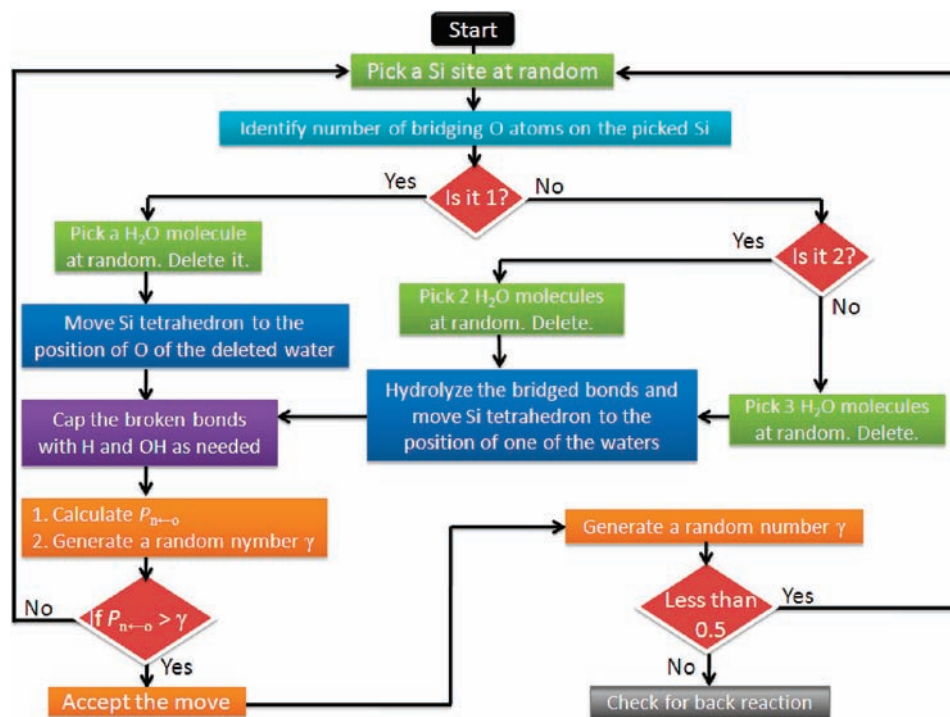 Start
Pick a Si site at random
Identify number of bridging O atoms on the picked Si
Yes
Is it 1?
No
Pick a H₂O molecule
at random. Delete it.
Yes
Is it 2?
No
Pick 2 H₂O molecules
at random. Delete.
Move Si tetrahedron to the
position of O of the deleted water
Hydrolyze the bridged bonds and
move Si tetrahedron to the
position of one of the waters
Pick 3 H₂O molecules
at random. Delete.
Cap the broken bonds
with H and OH as needed
1. Calculate Pₙ←ₒ
2. Generate a random nymber γ
Generate a random number γ
No
If Pₙ←ₒ > γ
Yes
Less than
0.5
Yes
No
Accept the move
Check for back reaction